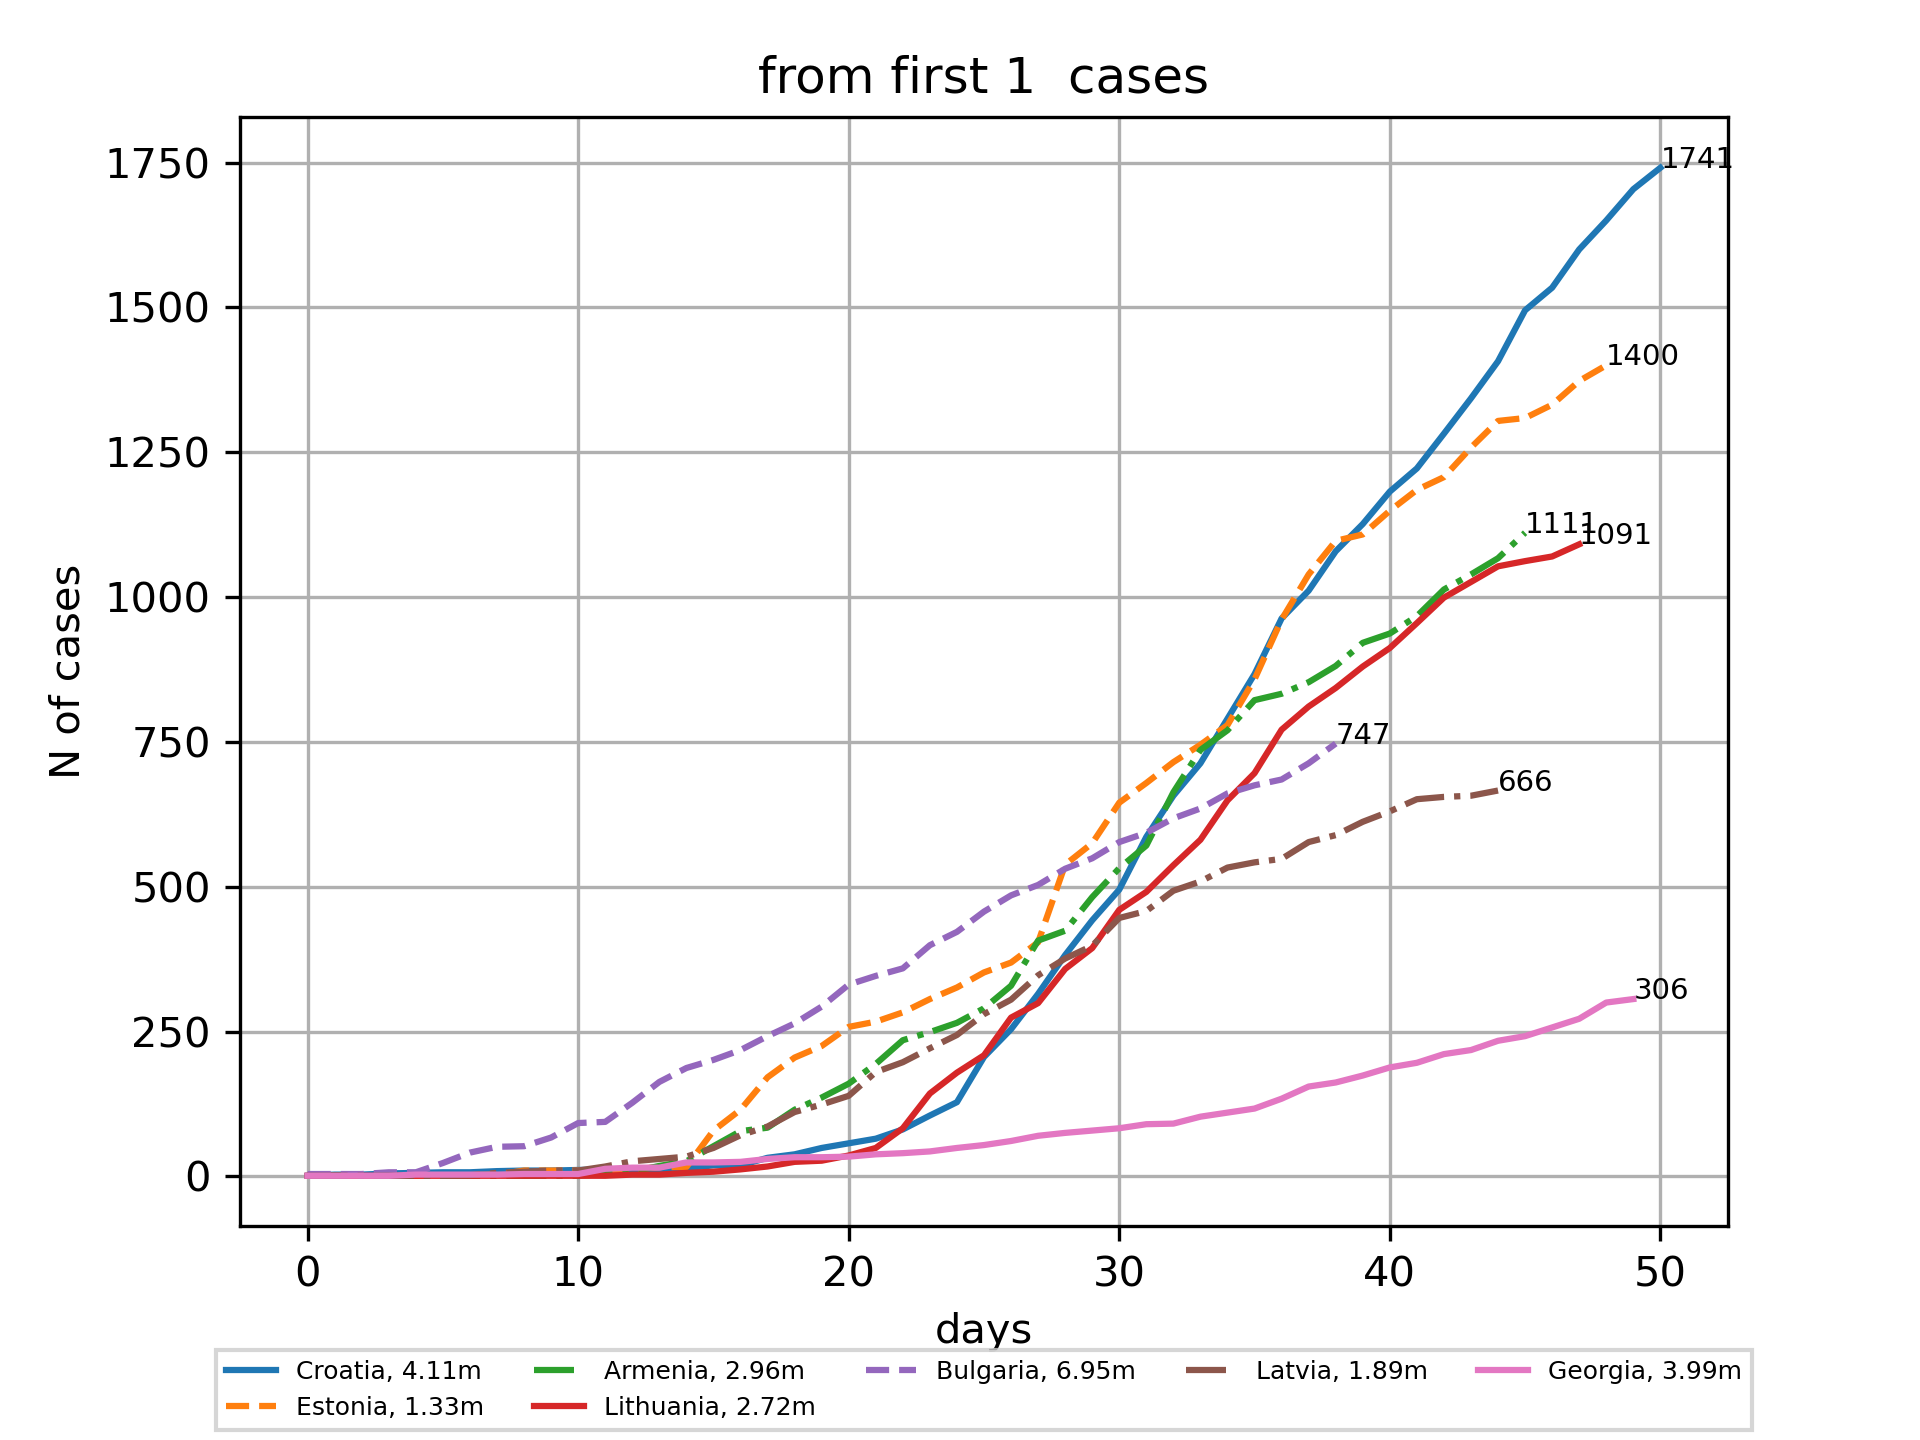 from first 1  cases
1750
1500
1250
1000
750
500
250
0
N of cases
1741
1400
1111
1091
747
666
306
0 10 20 30 40 50
days
Croatia, 4.11m Armenia, 2.96m Bulgaria, 6.95m Latvia, 1.89m Georgia, 3.99m
Estonia, 1.33m Lithuania, 2.72m